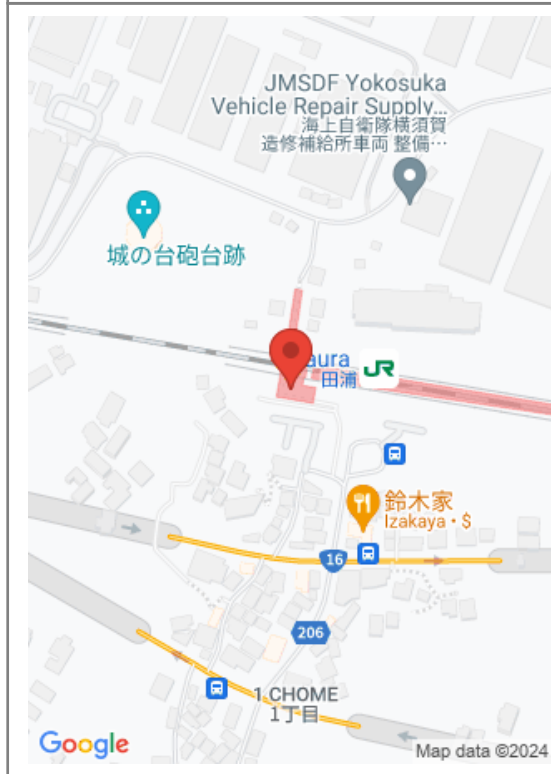 JMSDF Yokosuka
Vehicle Repair Supply...
海上自衛隊横須賀
造修補給所車両 整備…
城の台砲台跡
aura
田浦
JR
鈴木家
Izakaya・$
16
206
1 CHOME
1丁目
Google
Map data ©2024